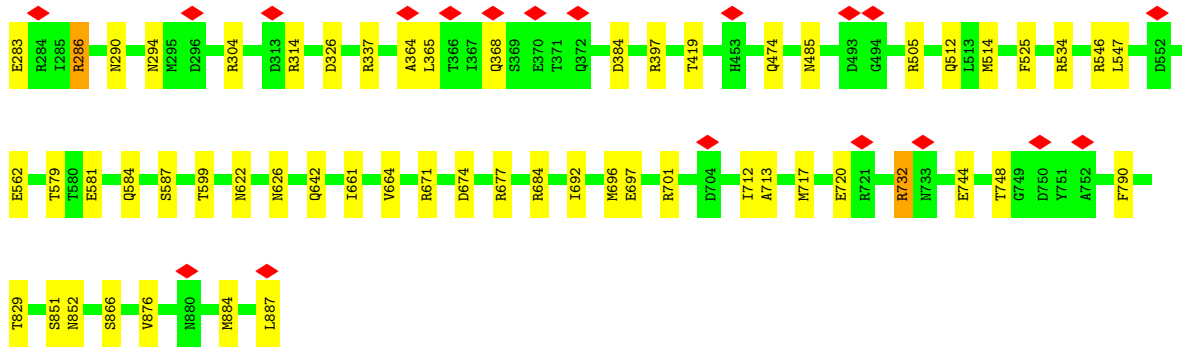 E283 R284 I285 R286 N290 N294 M295 D296 R304 D313 R314 D326 R337 A364 L365 T366 I367 Q368 S369 E370 T371 Q372 D384 R397 T419 H453 Q474 N485 D493 G494 R505 Q512 L513 M514 F525 R534 R546 L547 D552
E562 T579 T580 E581 Q584 S587 T599 N622 N626 Q642 I661 V664 R671 D674 R677 R684 I692 M696 E697 R701 D704 I712 A713 M717 E720 R721 R732 N733 E744 T748 G749 D750 Y751 A752 F790
T829 S851 N852 S866 V876 N880 M884 L887